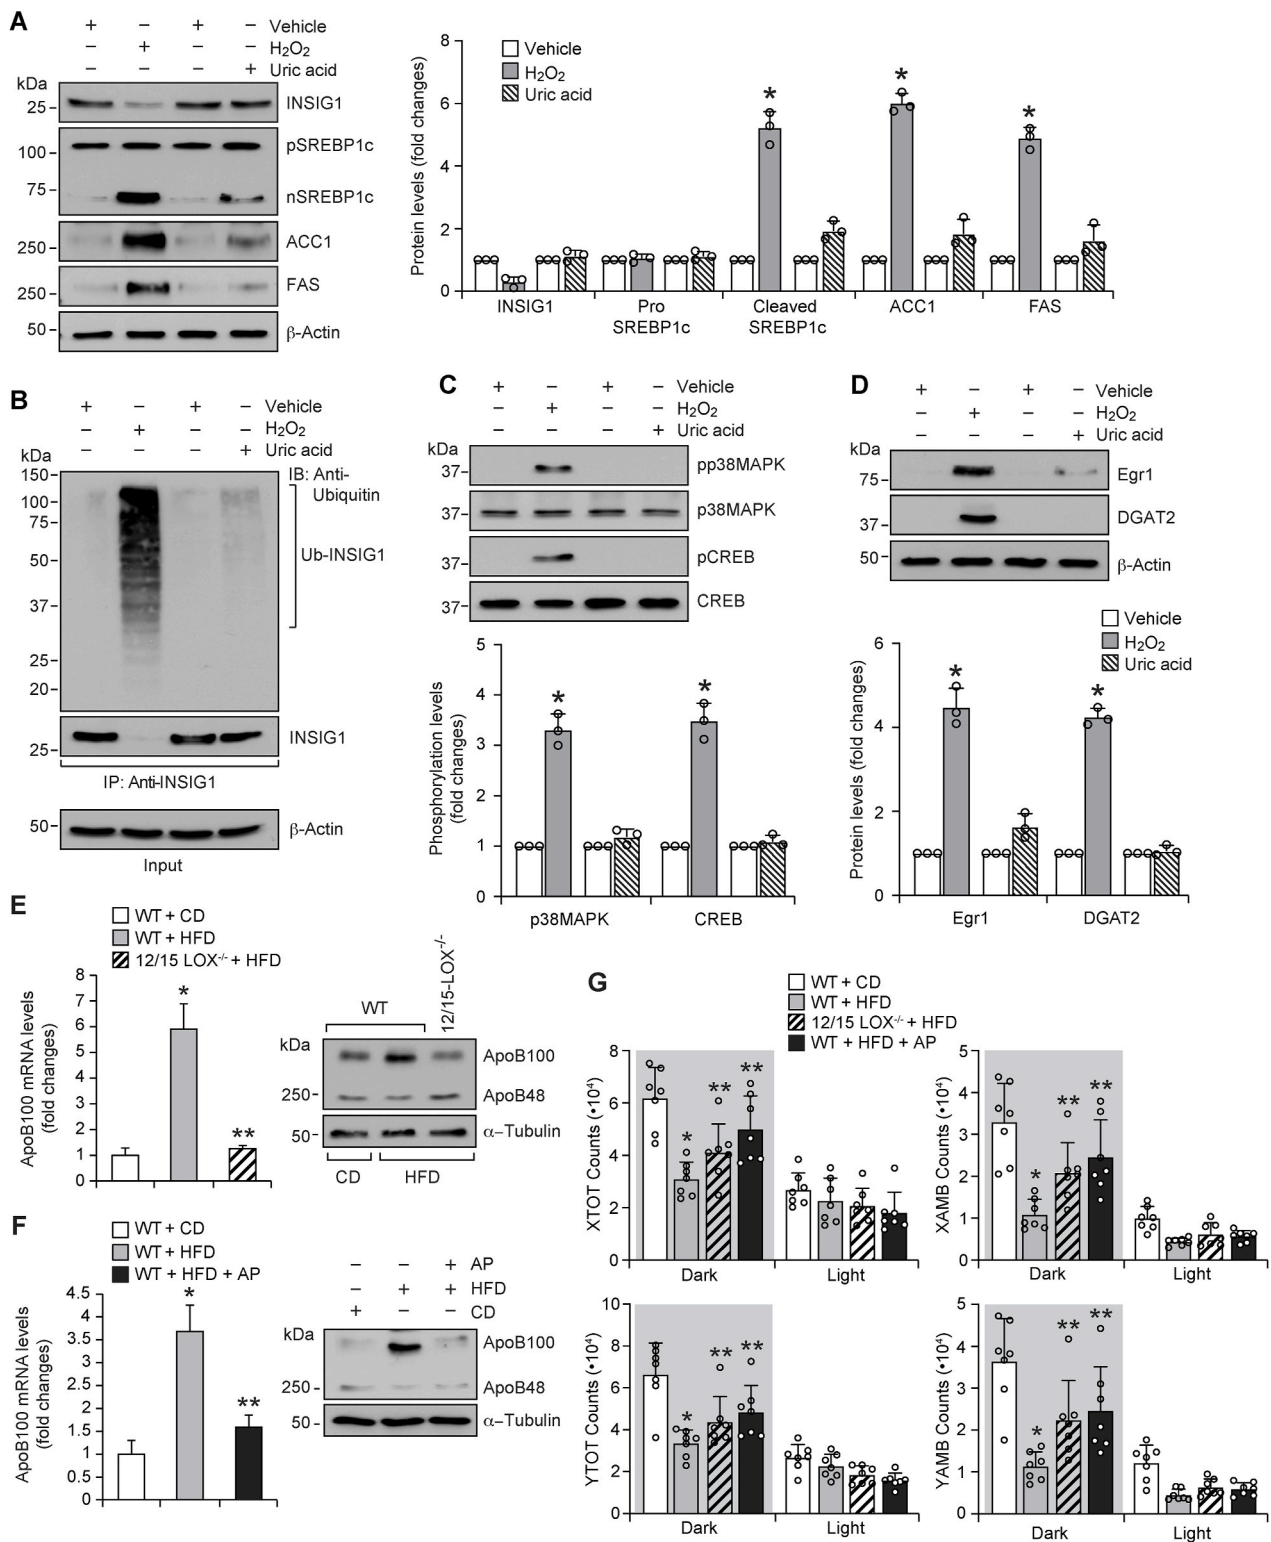 A
+ − + − Vehicle
− + − − H₂O₂
− − − + Uric acid
kDa
25 INSIG1
pSREBP1c
100
75 nSREBP1c
250 ACC1
250 FAS
50 β-Actin
Protein levels (fold changes)
8
6
4
2
0
Vehicle
H₂O₂
Uric acid
* * *
INSIG1 Pro SREBP1c Cleaved SREBP1c ACC1 FAS
B
+ − + − Vehicle
− + − − H₂O₂
− − − + Uric acid
kDa
150
100
75
50
37
25
20
IB: Anti-Ubiquitin
Ub-INSIG1
25 INSIG1
IP: Anti-INSIG1
50 β-Actin
Input
C
+ − + − Vehicle
− + − − H₂O₂
− − − + Uric acid
kDa
37 pp38MAPK
37 p38MAPK
37 pCREB
37 CREB
Phosphorylation levels
(fold changes)
5
4
3
2
1
0
* *
p38MAPK CREB
D
+ − + − Vehicle
− + − − H₂O₂
− − − + Uric acid
kDa
75 Egr1
37 DGAT2
50 β-Actin
Vehicle
H₂O₂
Uric acid
Protein levels (fold changes)
6
4
2
0
* *
Egr1 DGAT2
E
WT + CD
WT + HFD
12/15 LOX⁻/⁻ + HFD
ApoB100 mRNA levels
(fold changes)
8
7
6
5
4
3
2
1
0
* **
WT 12/15-LOX⁻/⁻
kDa
ApoB100
250 ApoB48
50 α−Tubulin
CD HFD
F
WT + CD
WT + HFD
WT + HFD + AP
ApoB100 mRNA levels
(fold changes)
4.5
4
3.5
3
2.5
2
1.5
1
0.5
0
* **
− − + AP
− + + HFD
+ − − CD
kDa
ApoB100
250 ApoB48
50 α−Tubulin
G
WT + CD
WT + HFD
12/15 LOX⁻/⁻ + HFD
WT + HFD + AP
XTOT Counts (•10⁴)
8
6
4
2
0
* ** **
Dark Light
XAMB Counts (•10⁴)
5
4
3
2
1
0
* ** **
Dark Light
YTOT Counts (•10⁴)
10
8
6
4
2
0
* ** **
Dark Light
YAMB Counts (•10⁴)
5
4
3
2
1
0
* ** **
Dark Light